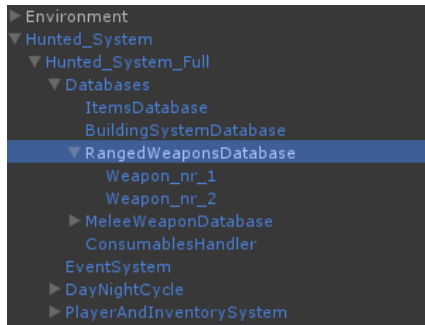 Environment
Hunted_System
Hunted_System_Full
Databases
ItemsDatabase
BuildingSystemDatabase
RangedWeaponsDatabase
Weapon_nr_1
Weapon_nr_2
MeleeWeaponDatabase
ConsumablesHandler
EventSystem
DayNightCycle
PlayerAndInventorySystem